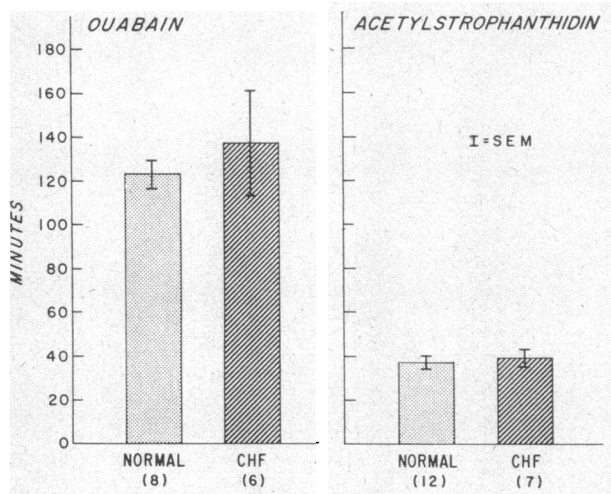 OUABAIN
180
160
140
120
100
80
60
40
20
0
MINUTES
NORMAL CHF
(8) (6)
ACETYLSTROPHANTHIDIN
I = SEM
NORMAL CHF
(12) (7)